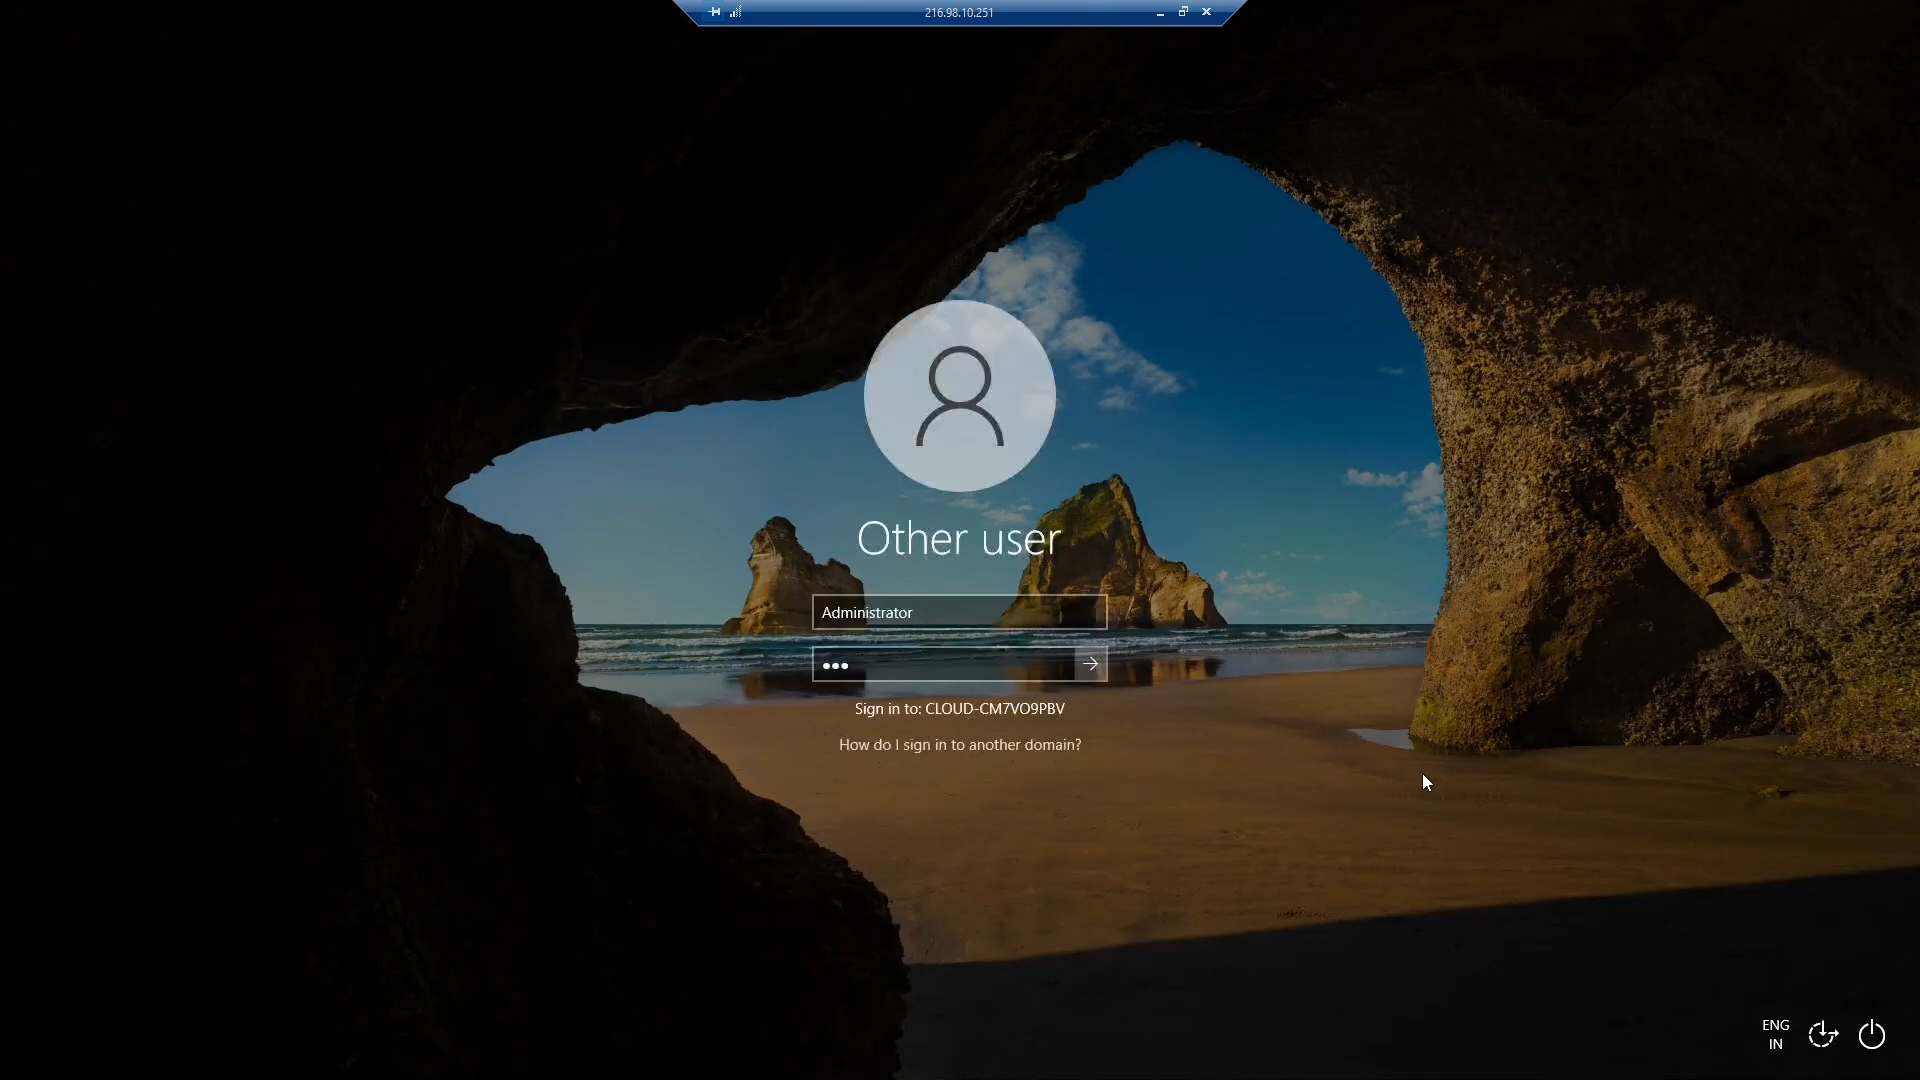 216.98.10.251
Other user
Administrator
Sign in to: CLOUD-CM7VO9PBV
How do I sign in to another domain?
ENG
IN